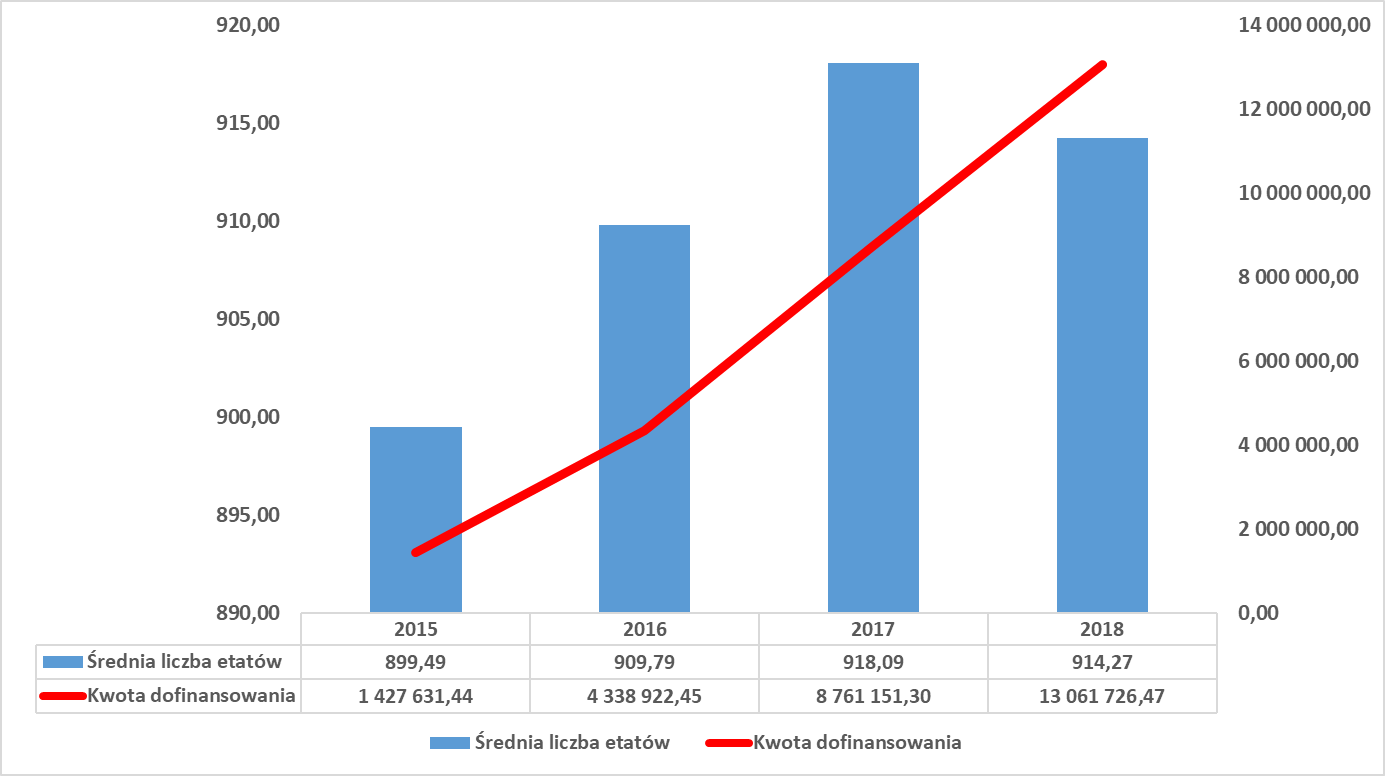 920,00
915,00
910,00
905,00
900,00
895,00
890,00
14 000 000,00
12 000 000,00
10 000 000,00
8 000 000,00
6 000 000,00
4 000 000,00
2 000 000,00
0,00
2015 2016 2017 2018
Średnia liczba etatów 899,49 909,79 918,09 914,27
Kwota dofinansowania 1 427 631,44 4 338 922,45 8 761 151,30 13 061 726,47
Średnia liczba etatów Kwota dofinansowania